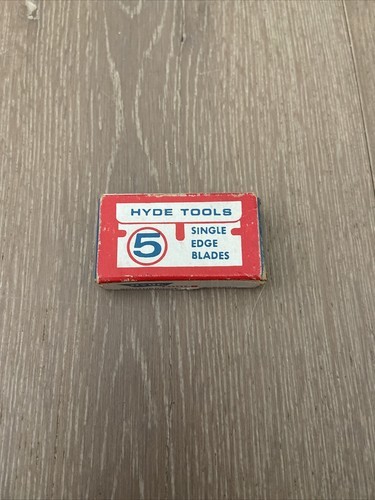 HYDE TOOLS
5
SINGLE
EDGE
BLADES